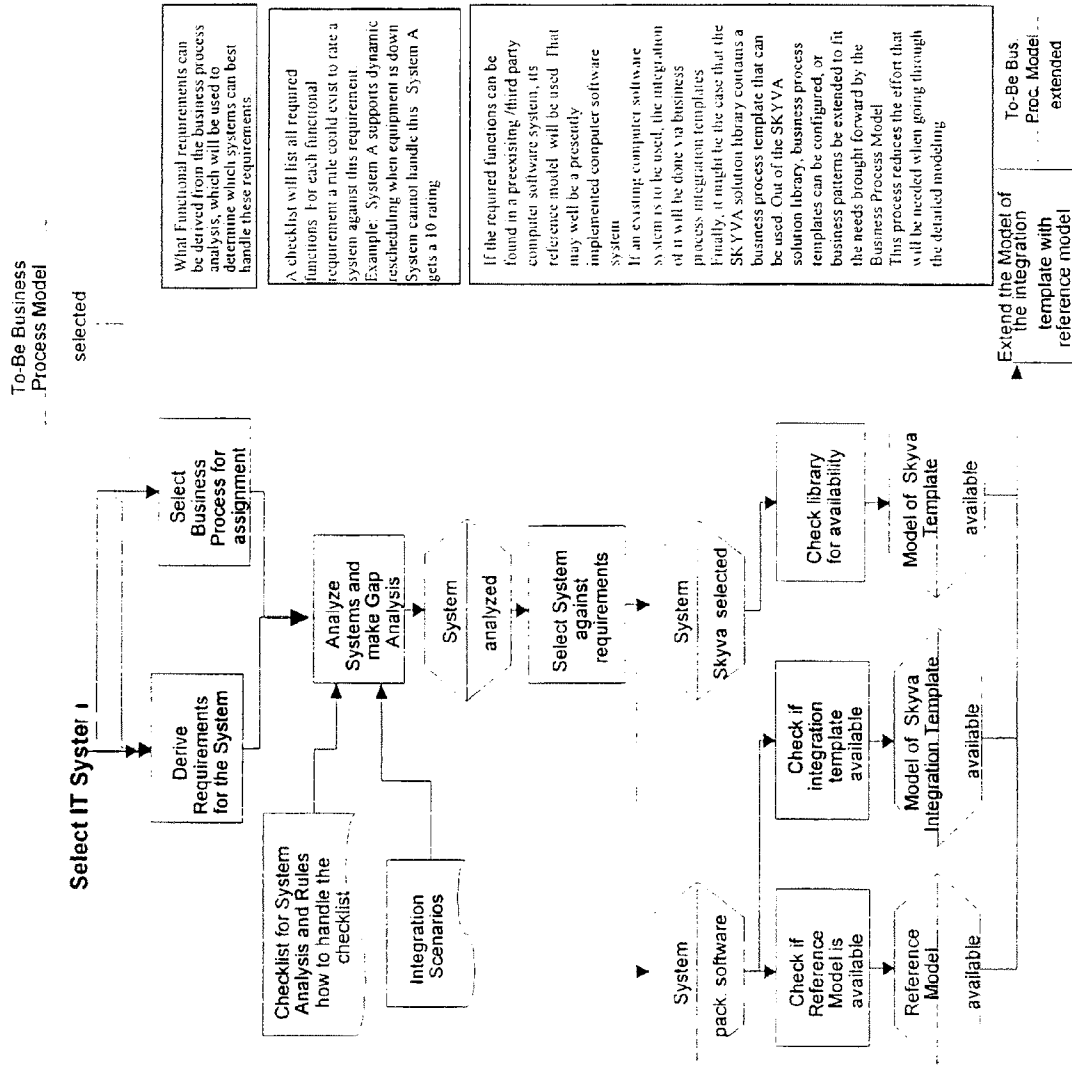 To-Be Business
Process Model
selected
Select IT System
Derive
Requirements
for the System
Select
Business
Process for
assignment
What Functional requirements can
be derived from the business process
analysis, which will be used to
determine which systems can best
handle these requirements
Checklist for System
Analysis and Rules
how to handle the
checklist
Integration
Scenarios
Analyze
Systems and
make Gap
Analysis
A checklist will list all required
functions For each functional
requirement a rule could exist to rate a
system against this requirement
Example: System A supports dynamic
rescheduling when equipment is down
System cannot handle this System A
gets a 10 rating
System
analyzed
Select System
against
requirements
If the required functions can be
found in a preexisting /third party
computer software system, its
reference model will be used That
may well be a presently
implemented computer software
system
If an existing computer software
system is to be used, the integration
of it will be done via business
process integration templates
Finally, it might be the case that the
SKYVA solution library contains a
business process template that can
be used. Out of the SKYVA
solution library, business process
templates can be configured, or
business patterns be extended to fit
the needs brought forward by the
Business Process Model
This process reduces the effort that
will be needed when going through
the detailed modeling
System
pack. software
System
Skyva selected
Check if
Reference
Model is
available
Check if
integration
template
available
Check library
for availability
Reference
Model
available
Model of Skyva
Integration Template
available
Model of Skyva
Template
available
Extend the Model of
the integration
template with
reference model
To-Be Bus.
Proc. Model
extended